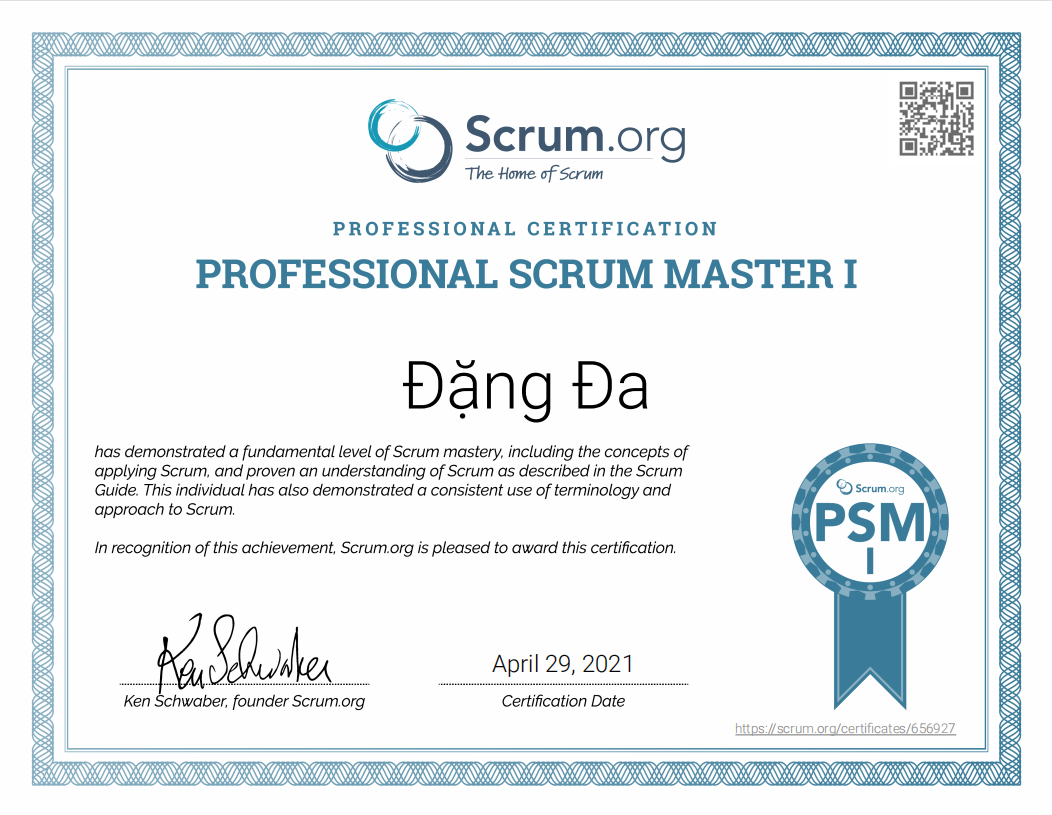 Scrum.org
The Home of Scrum
PROFESSIONAL CERTIFICATION
PROFESSIONAL SCRUM MASTER I
Đặng Đa
has demonstrated a fundamental level of Scrum mastery, including the concepts of
applying Scrum, and proven an understanding of Scrum as described in the Scrum
Guide. This individual has also demonstrated a consistent use of terminology and
approach to Scrum.
In recognition of this achievement, Scrum.org is pleased to award this certification.
Scrum.org
PSM
I
Ken Schwaber
April 29, 2021
Ken Schwaber, founder Scrum.org
Certification Date
https://scrum.org/certificates/656927